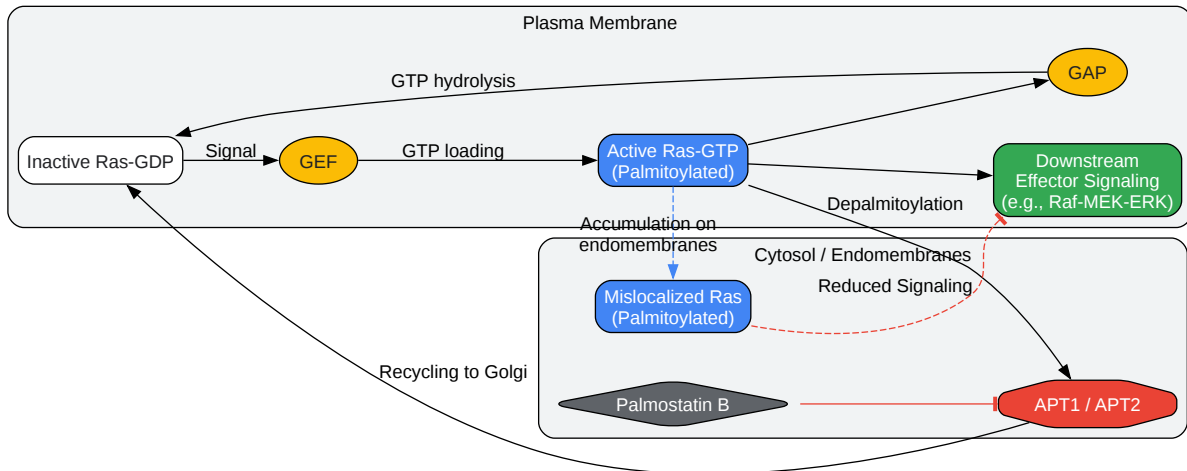 Plasma Membrane
GTP hydrolysis
GAP
Inactive Ras-GDP
Signal
GEF
GTP loading
Active Ras-GTP
(Palmitoylated)
Downstream
Effector Signaling
(e.g., Raf-MEK-ERK)
Depalmitoylation
Accumulation on
endomembranes
Cytosol / Endomembranes
Reduced Signaling
Mislocalized Ras
(Palmitoylated)
Recycling to Golgi
Palmostatin B
APT1 / APT2